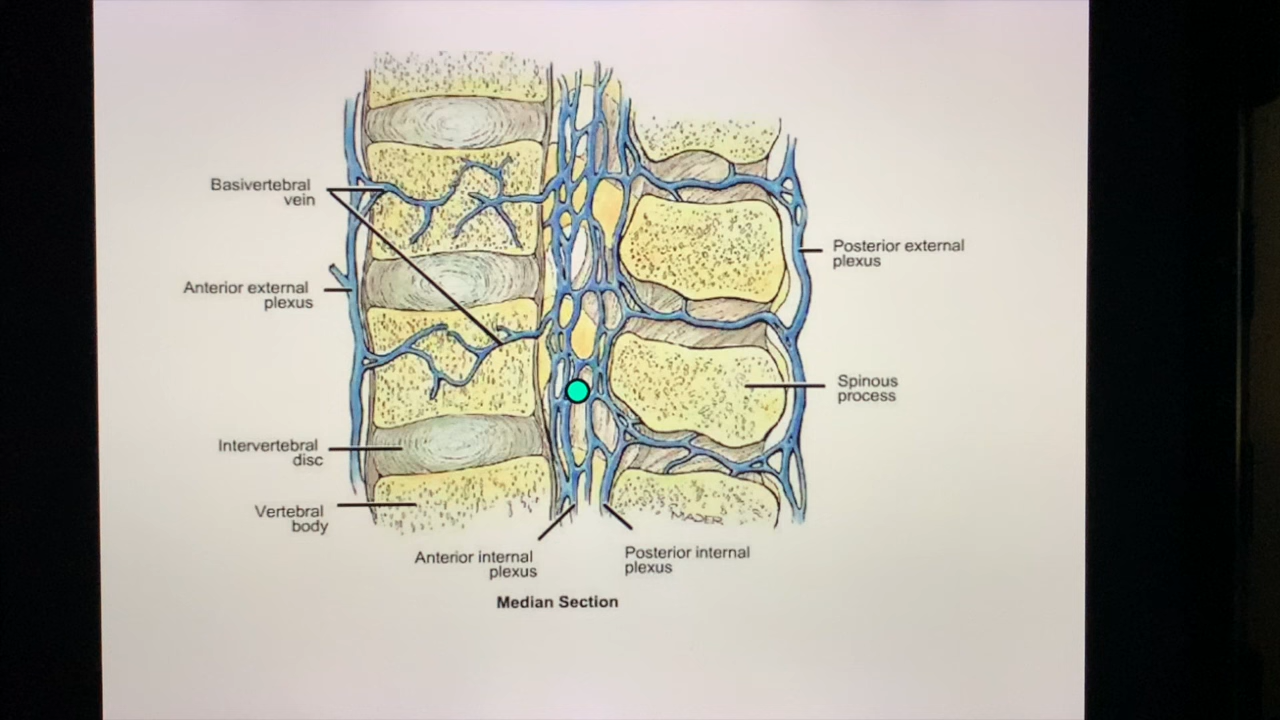 Basivertebral
vein
Anterior external
plexus
Intervertebral
disc
Vertebral
body
Anterior internal
plexus
Posterior internal
plexus
Posterior external
plexus
Spinous
process
MADER
Median Section